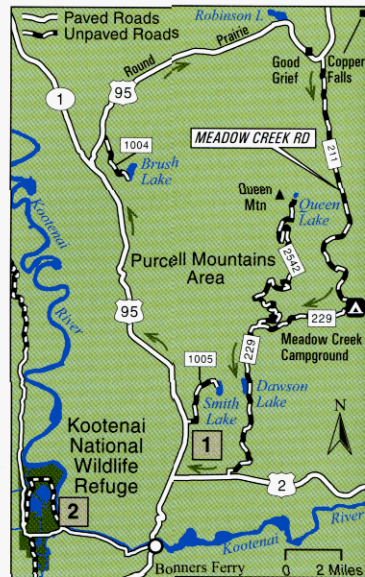 Paved Roads
Unpaved Roads
Robinson L.
Round
Prairie
Good
Grief
Copper
Falls
1
95
1004
Brush
Lake
MEADOW CREEK RD
211
Kootenai
River
Queen
Mtn
Queen
Lake
2542
Purcell Mountains
Area
95
229
Meadow Creek
Campground
229
1005
Smith
Lake
Dawson
Lake
N
Kootenai
National
Wildlife
Refuge
1
2
2
River
Kootenai
Bonners Ferry
0 2 Miles